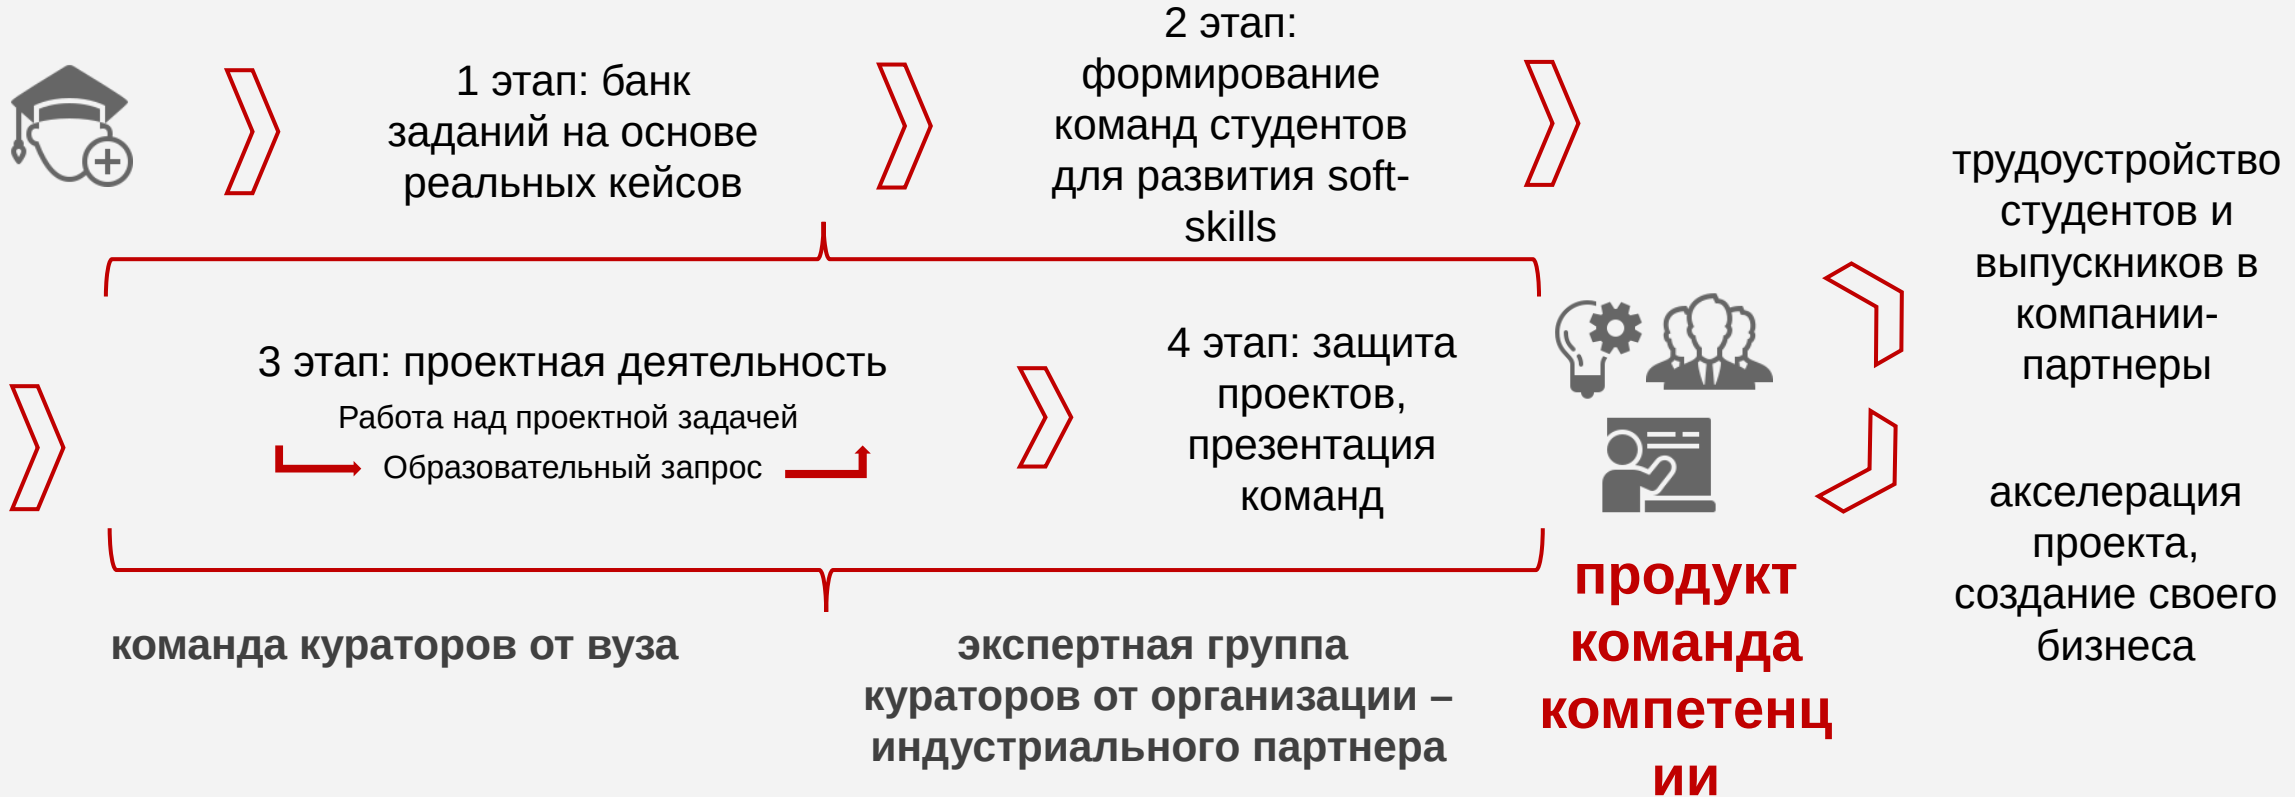 1 этап: банк
заданий на основе
реальных кейсов
2 этап:
формирование
команд студентов
для развития soft-
skills
3 этап: проектная деятельность
Работа над проектной задачей
Образовательный запрос
4 этап: защита
проектов,
презентация
команд
команда кураторов от вуза
экспертная группа
кураторов от организации –
индустриального партнера
продукт
команда
компетенц
ии
трудоустройство
студентов и
выпускников в
компании-
партнеры
акселерация
проекта,
создание своего
бизнеса